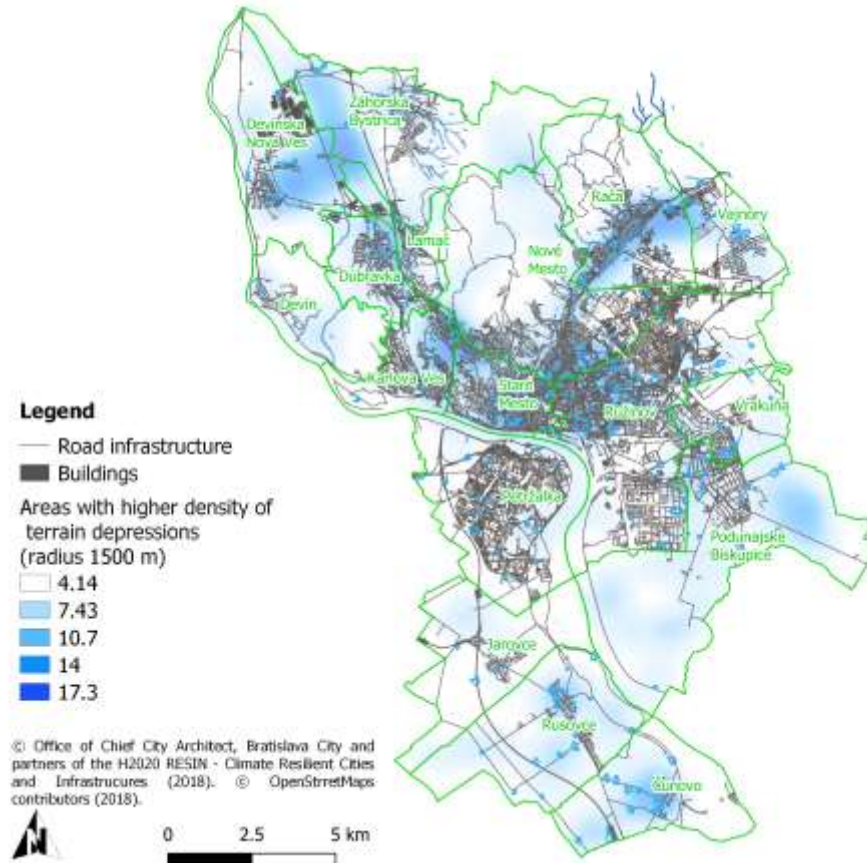 Záhorská
Bystrica
Devínska
Nová Ves
Rača
Vajnory
Lamač
Nové
Mesto
Dúbravka
Devín
Karlova Ves
Staré
Mesto
Ružinov
Vrakuňa
Petržalka
Podunajské
Biskupice
Jarovce
Rusovce
Čunovo
Legend
Road infrastructure
Buildings
Areas with higher density of
terrain depressions
(radius 1500 m)
4.14
7.43
10.7
14
17.3
© Office of Chief City Architect, Bratislava City and
partners of the H2020 RESIN - Climate Resilient Cities
and Infrastrucures (2018). © OpenStrretMaps
contributors (2018).
N
0 2.5 5 km